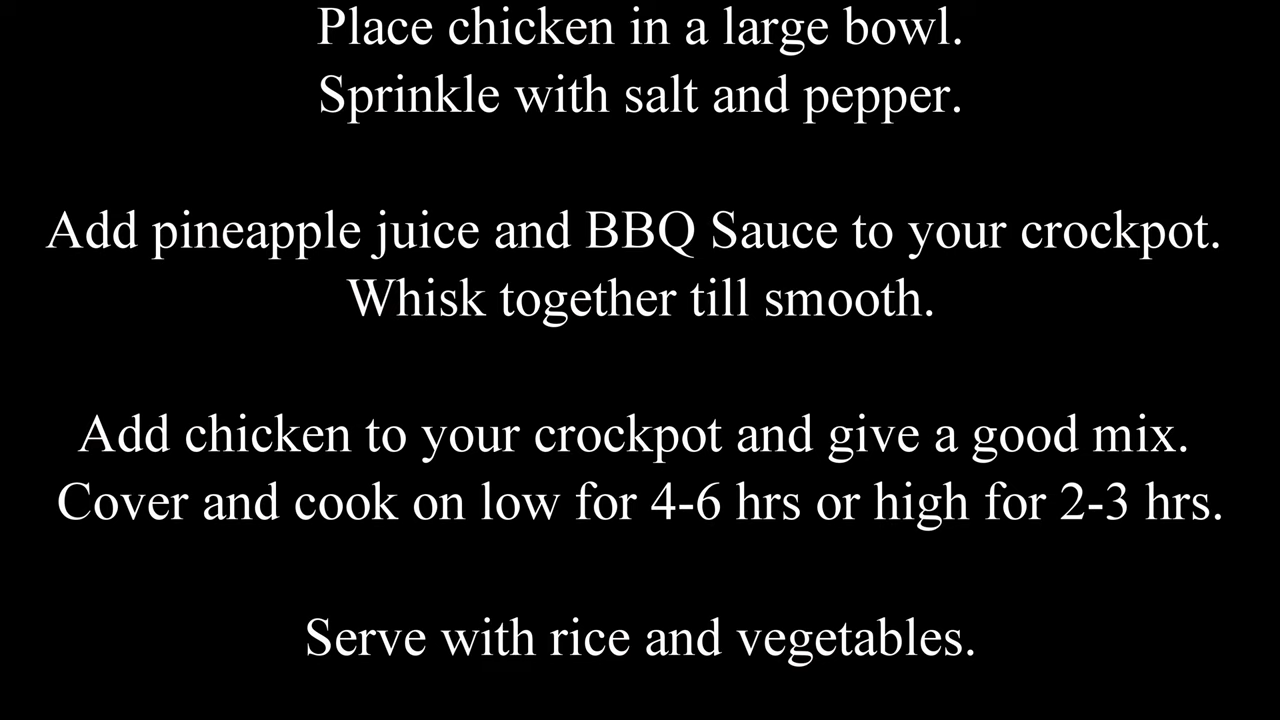 Place chicken in a large bowl.
Sprinkle with salt and pepper.
Add pineapple juice and BBQ Sauce to your crockpot.
Whisk together till smooth.
Add chicken to your crockpot and give a good mix.
Cover and cook on low for 4-6 hrs or high for 2-3 hrs.
Serve with rice and vegetables.